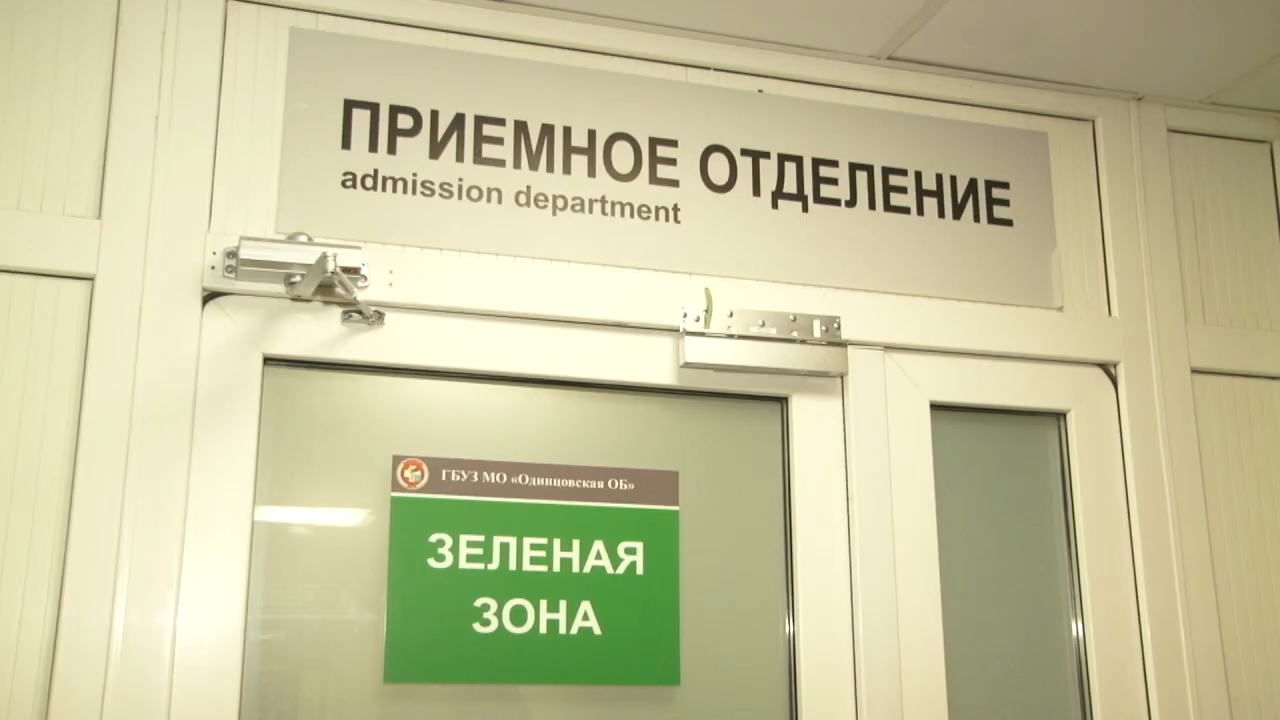 ПРИЕМНОЕ ОТДЕЛЕНИЕ
admission department
ГБУЗ МО «Одинцовская ОБ»
ЗЕЛЕНАЯ
ЗОНА